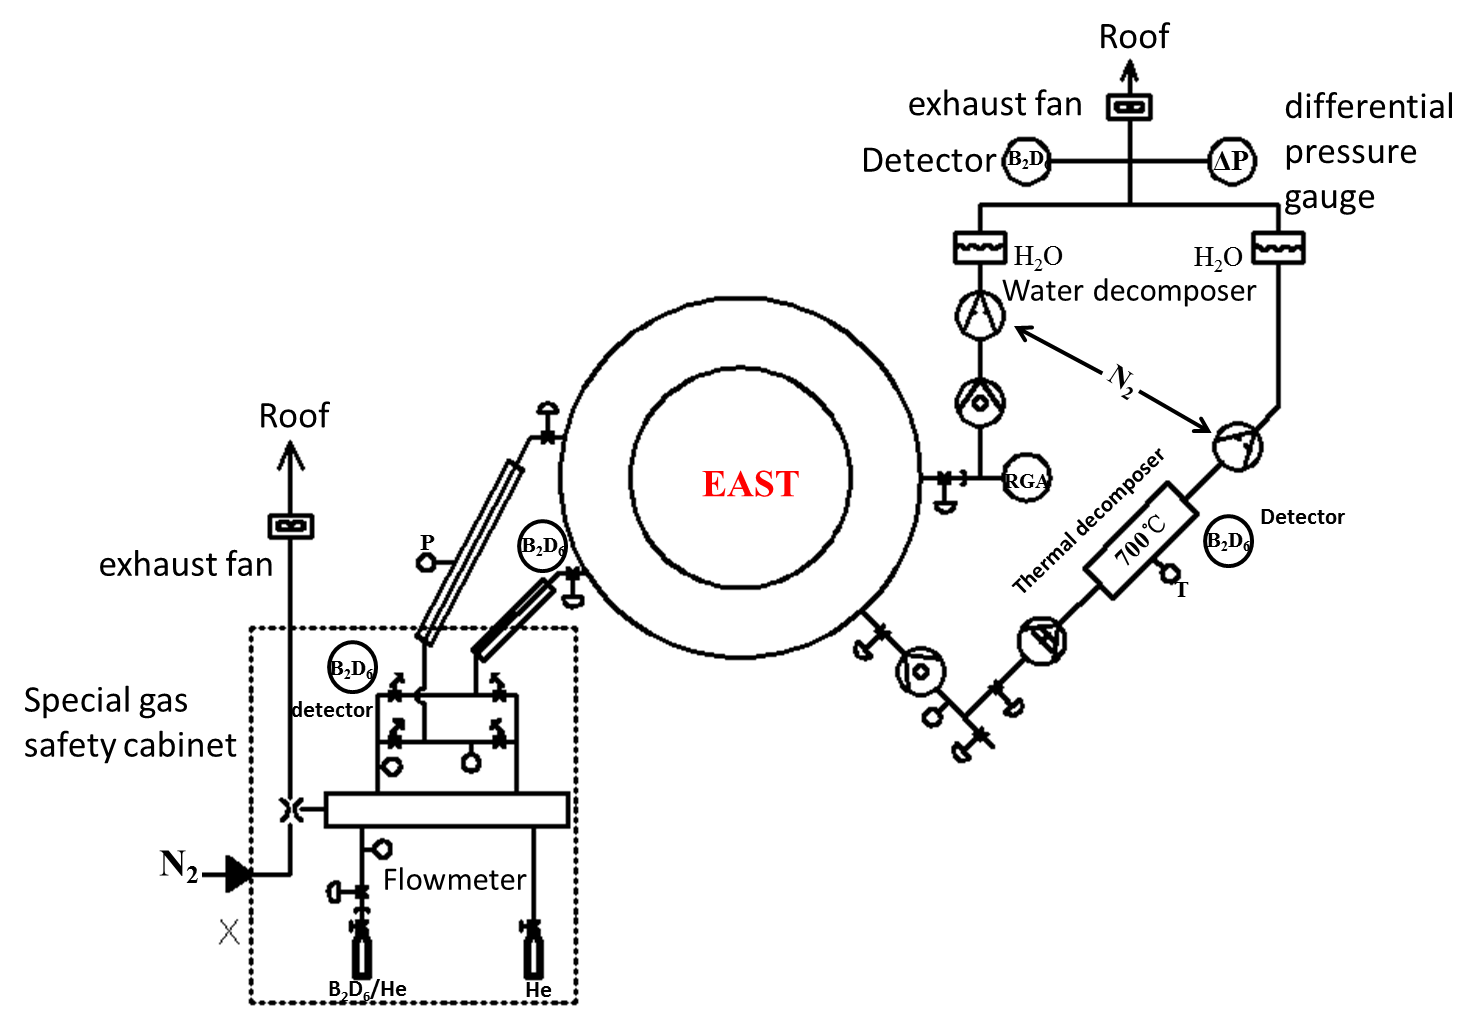 Roof
exhaust fan
differential
pressure
gauge
Detector
B₂D₆
ΔP
H₂O
H₂O
Water decomposer
N₂
Roof
exhaust fan
EAST
RGA
P
B₂D₆
Thermal decomposer
700℃
B₂D₆
Detector
T
B₂D₆
detector
Special gas
safety cabinet
N₂
Flowmeter
B₂D₆/He
He